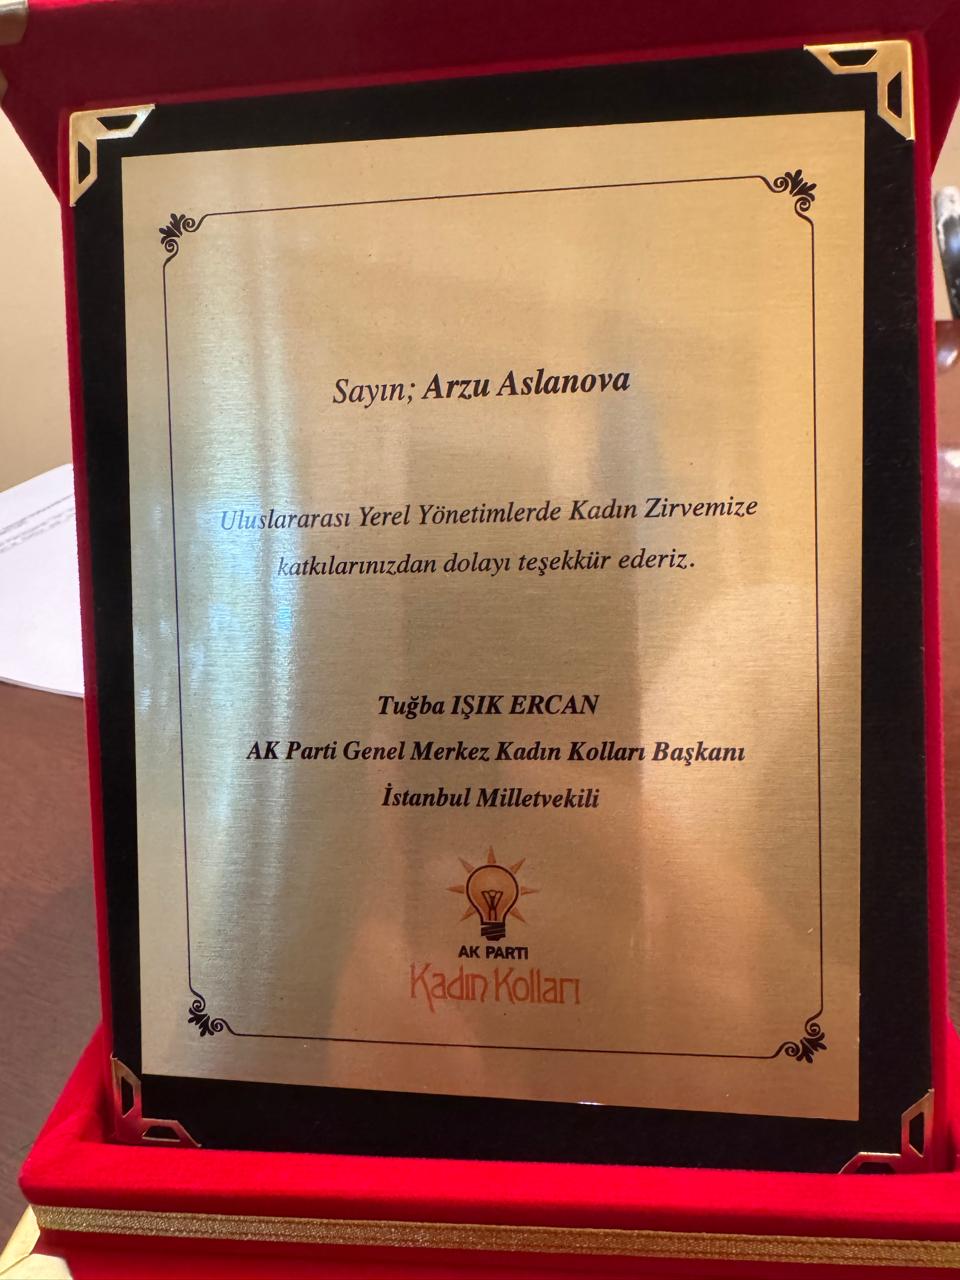 Sayın; Arzu Aslanova
Uluslararası Yerel Yönetimlerde Kadın Zirvemize
katkılarınızdan dolayı teşekkür ederiz.
Tuğba IŞIK ERCAN
AK Parti Genel Merkez Kadın Kolları Başkanı
İstanbul Milletvekili
AK PARTİ
Kadın Kolları